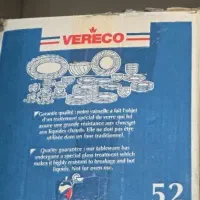 VERECO
Garantie qualité : notre vaisselle a fait l'objet
d'un traitement spécial du verre qui lui
assure une grande résistance aux chocs et
aux liquides chauds. Elle ne doit pas être
utilisée dans un four traditionnel.
Quality guarantee : our tableware has
undergone a special glass treatment which makes
it highly resistant to breakage and hot
liquids. Not for oven use.
52